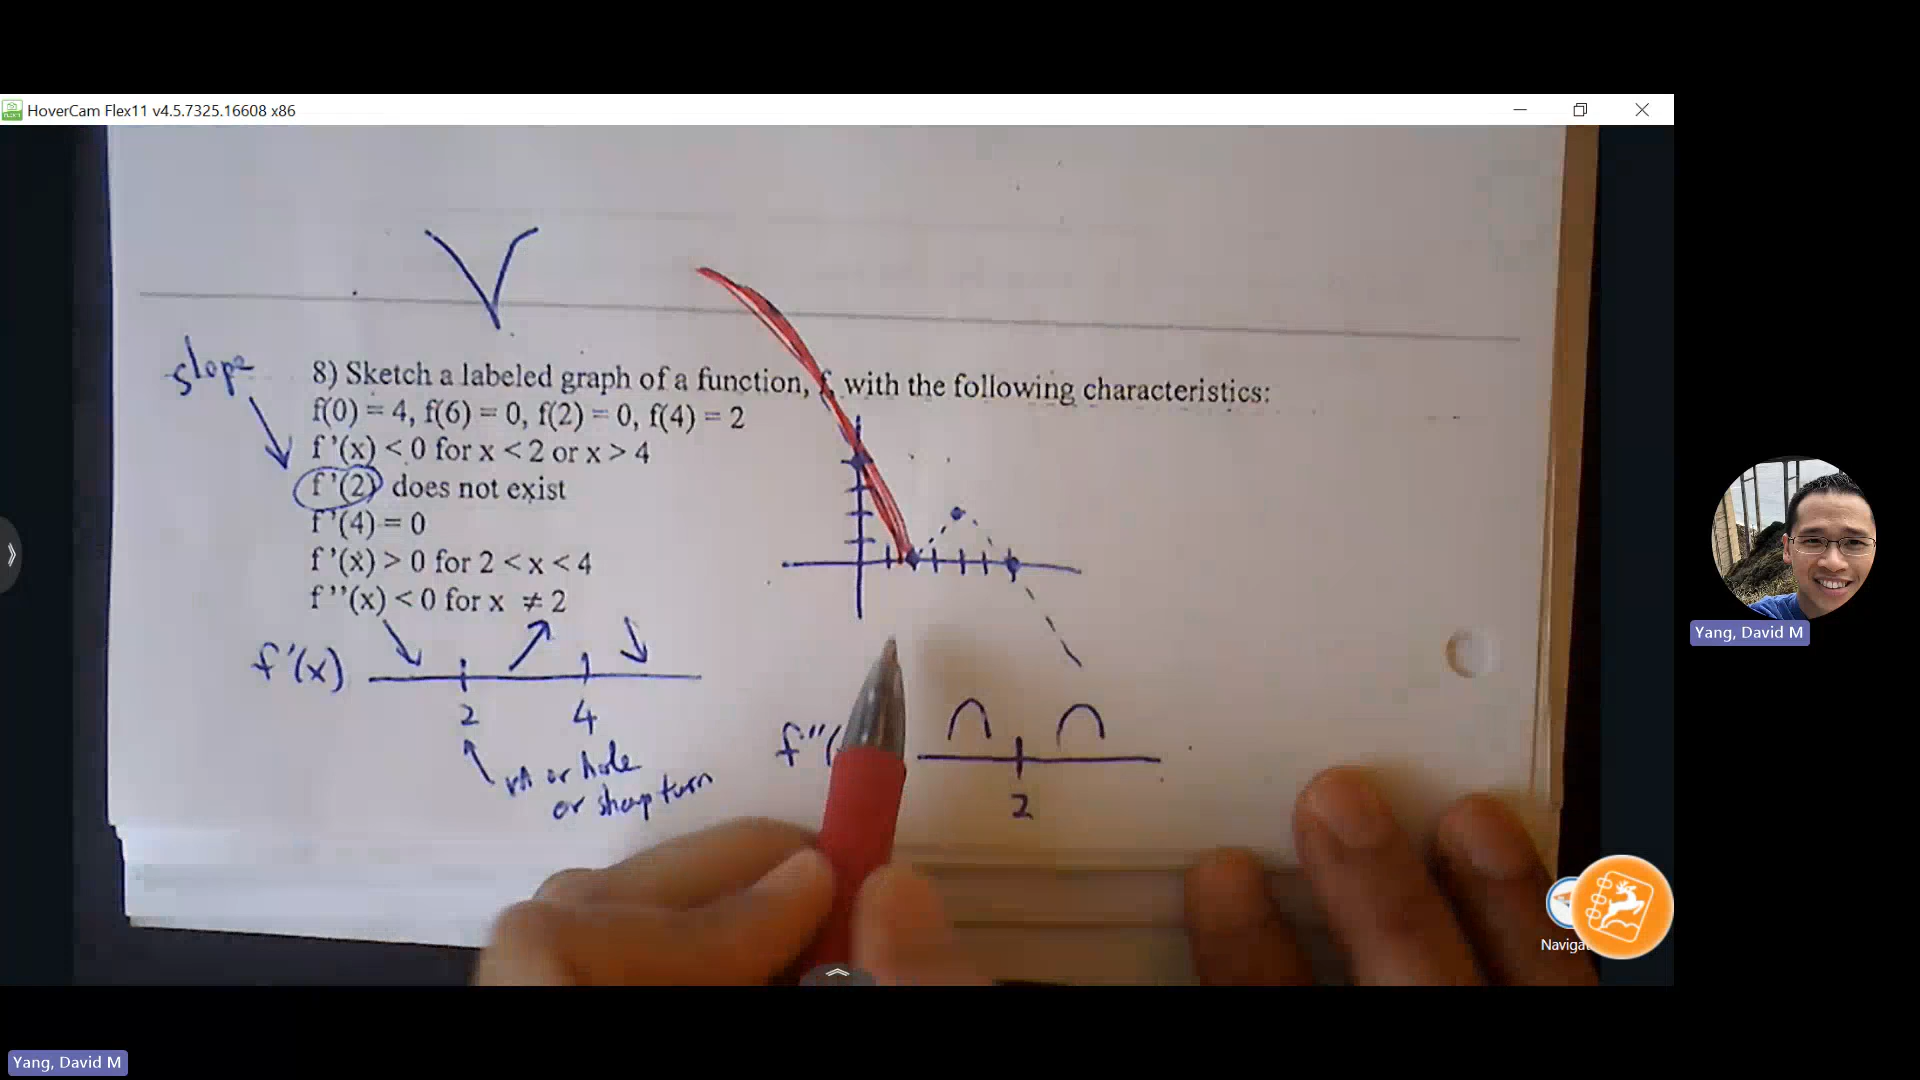 HoverCam Flex11 v4.5.7325.16608 x86
slope
8) Sketch a labeled graph of a function, f, with the following characteristics:
f(0) = 4, f(6) = 0, f(2) = 0, f(4) = 2
f '(x) < 0 for x < 2 or x > 4
f '(2) does not exist
f '(4) = 0
f '(x) > 0 for 2 < x < 4
f ''(x) < 0 for x ≠ 2
f'(x)
2 4
VA or hole
or sharp turn
f''(
2
Navigat
Yang, David M
Yang, David M